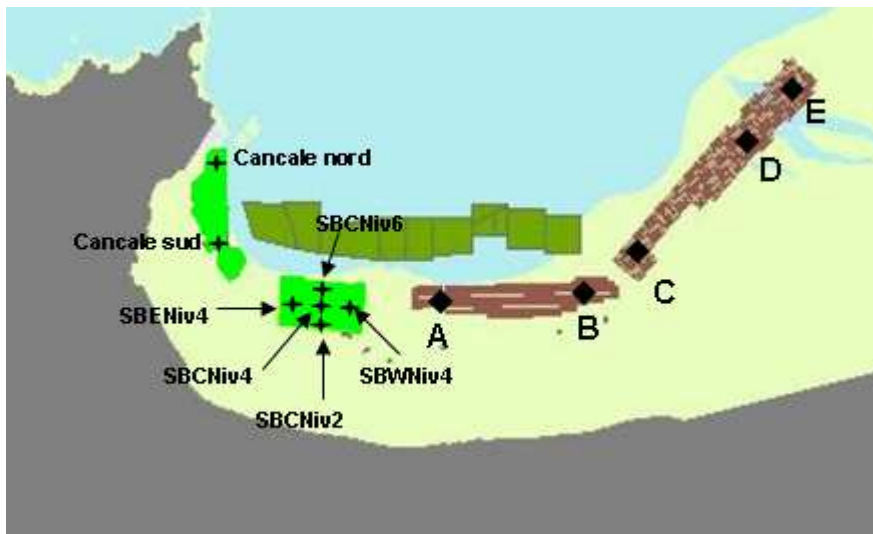 E
Cancale nord
D
SBCNiv6
Cancale sud
C
SBENiv4
A
B
SBCNiv4
SBWNiv4
SBCNiv2